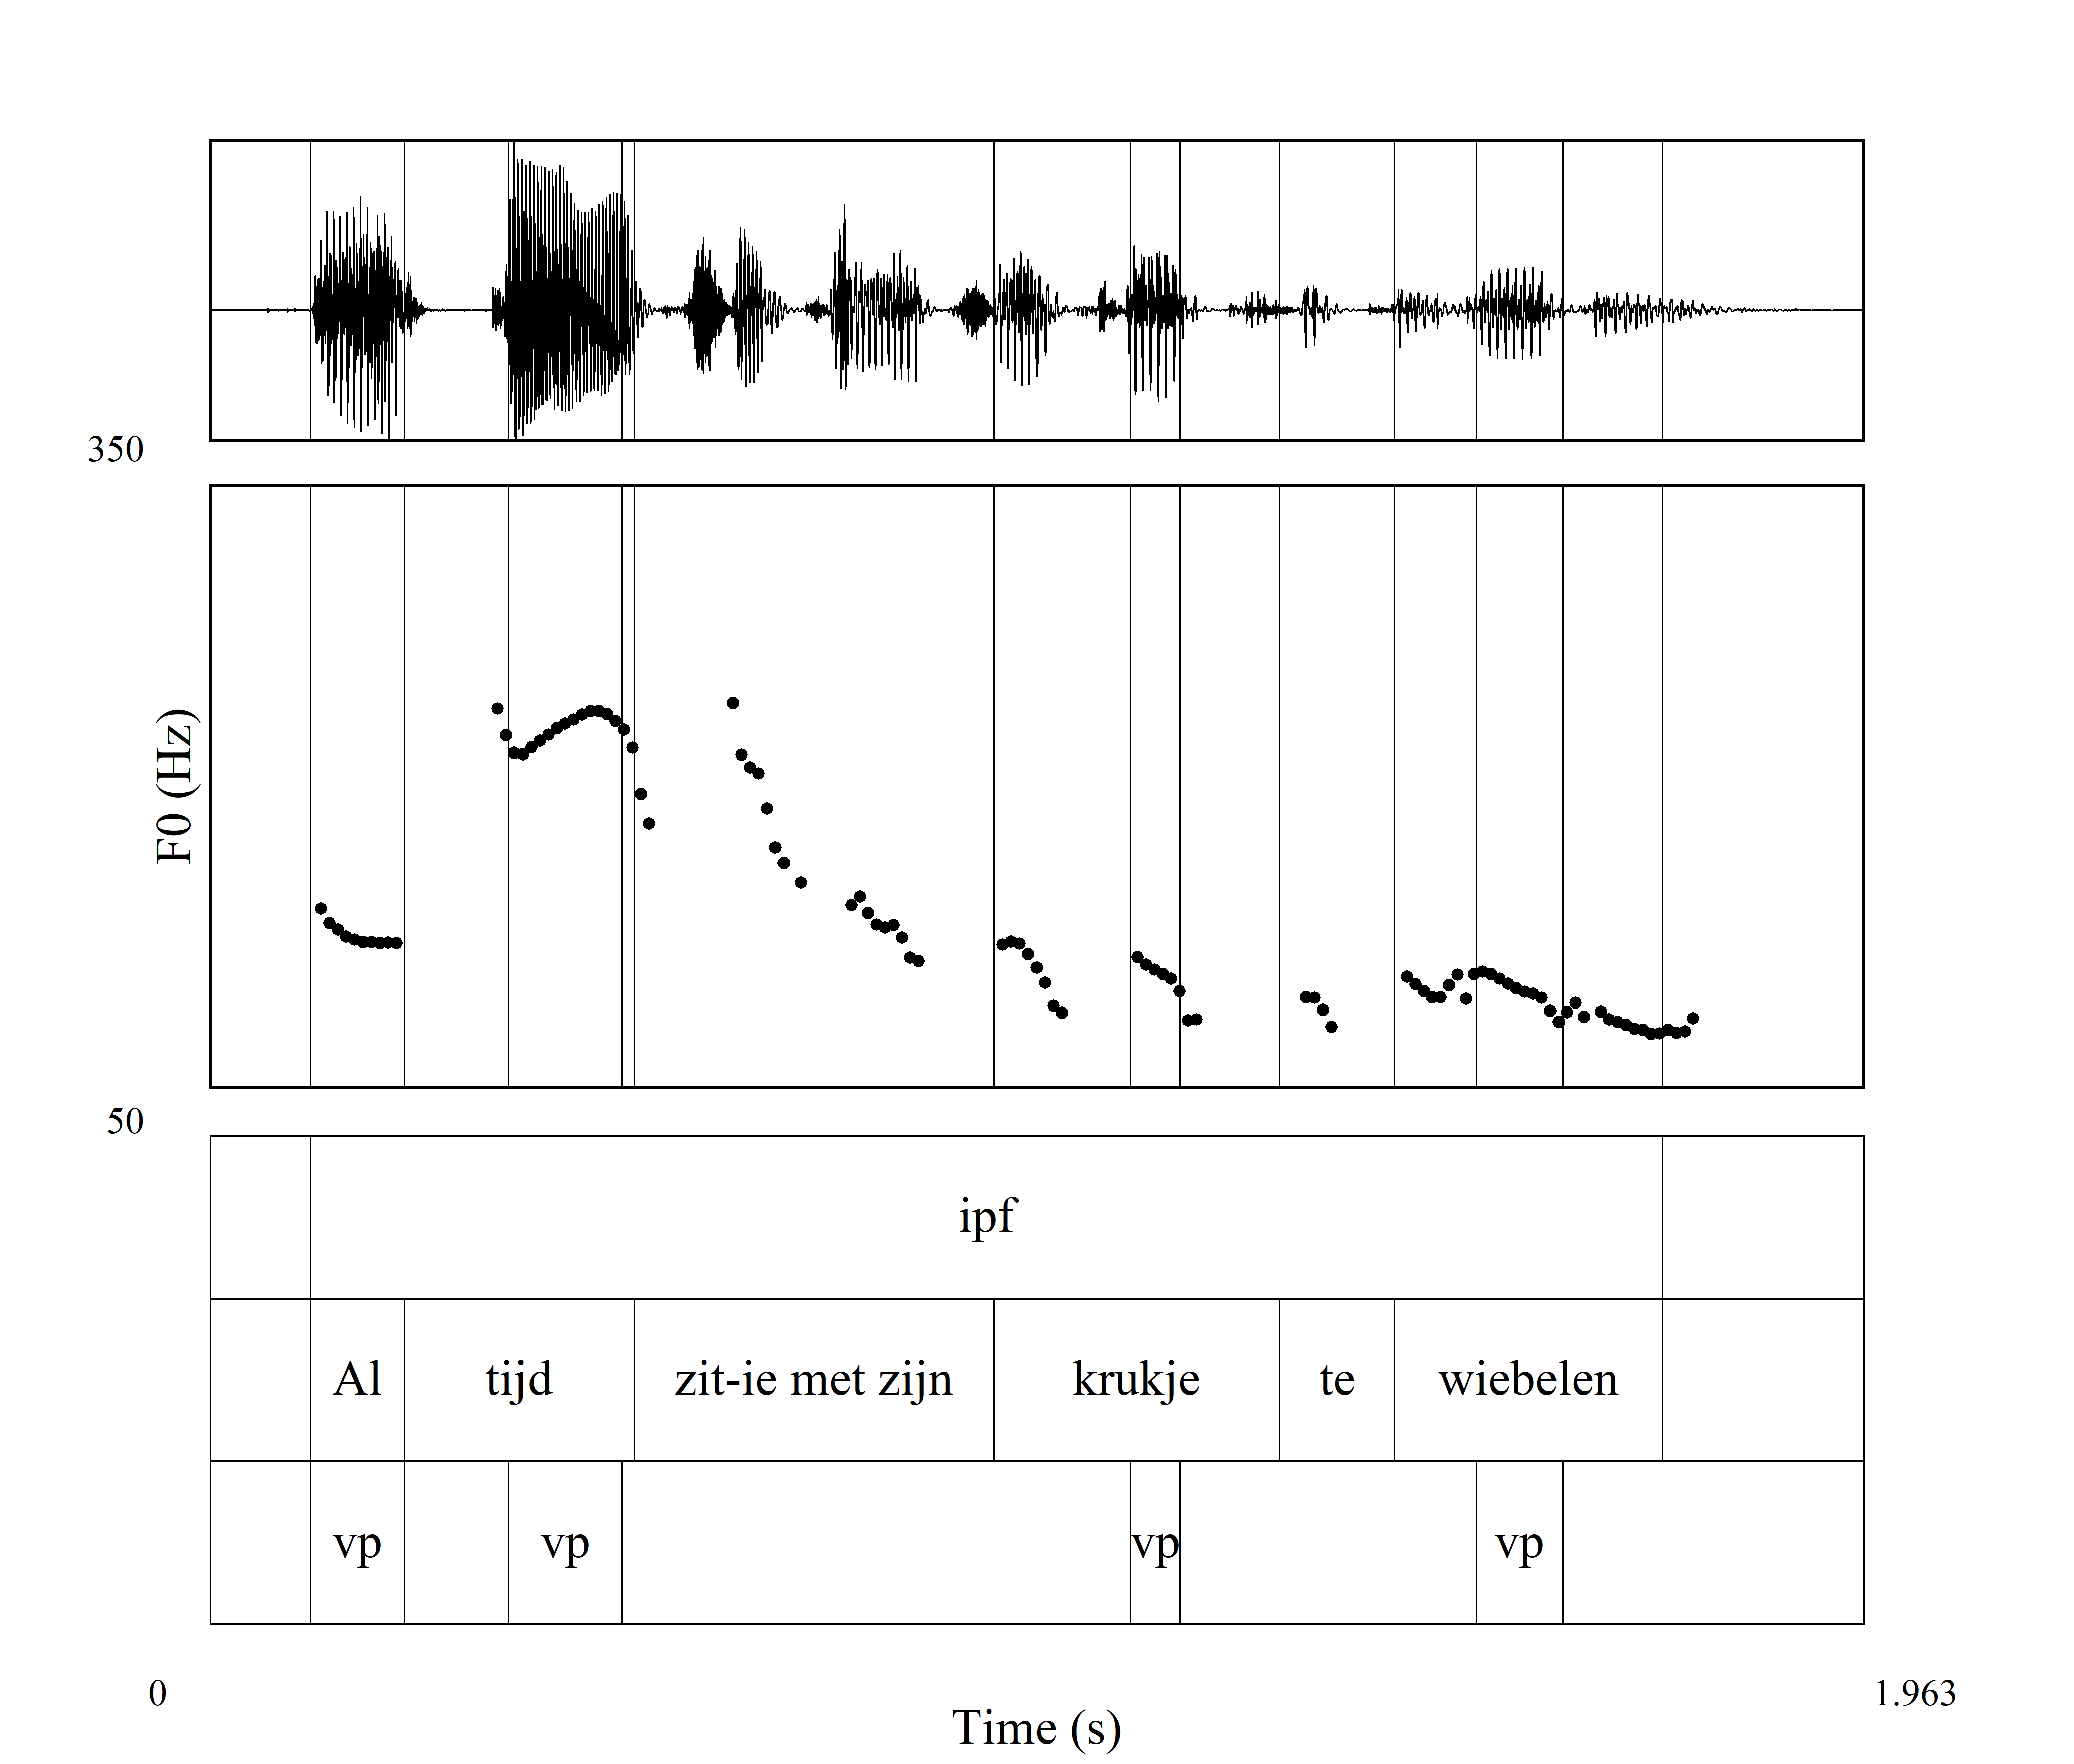 350
F0 (Hz)
50
ipf
Al tijd zit-ie met zijn krukje te wiebelen
vp vp vp vp
0 1.963
Time (s)